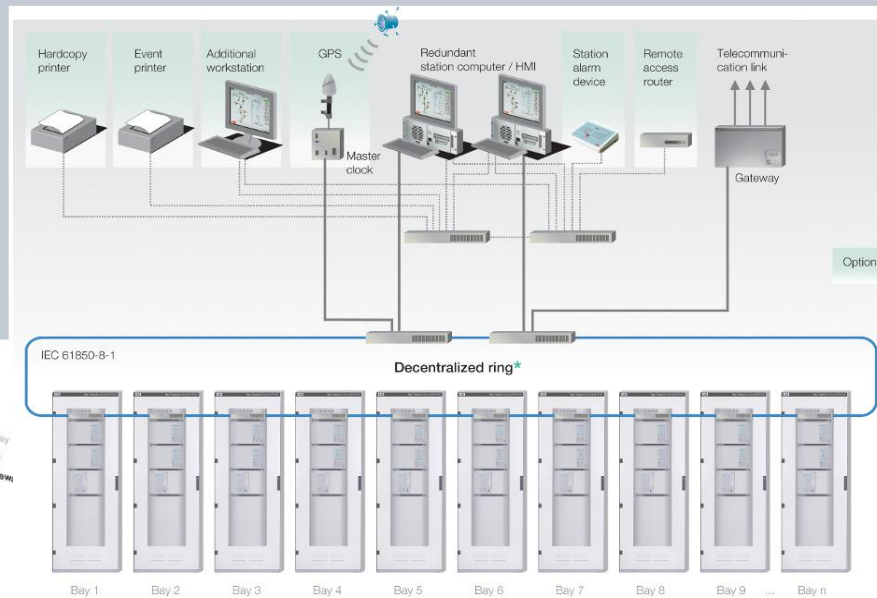 Hardcopy
printer
Event
printer
Additional
workstation
GPS
Redundant
station computer / HMI
Station
alarm
device
Remote
access
router
Telecommuni-
cation link
Master
clock
Gateway
Option
IEC 61850-8-1
Decentralized ring*
Bay 1
Bay 2
Bay 3
Bay 4
Bay 5
Bay 6
Bay 7
Bay 8
Bay 9
...
Bay n